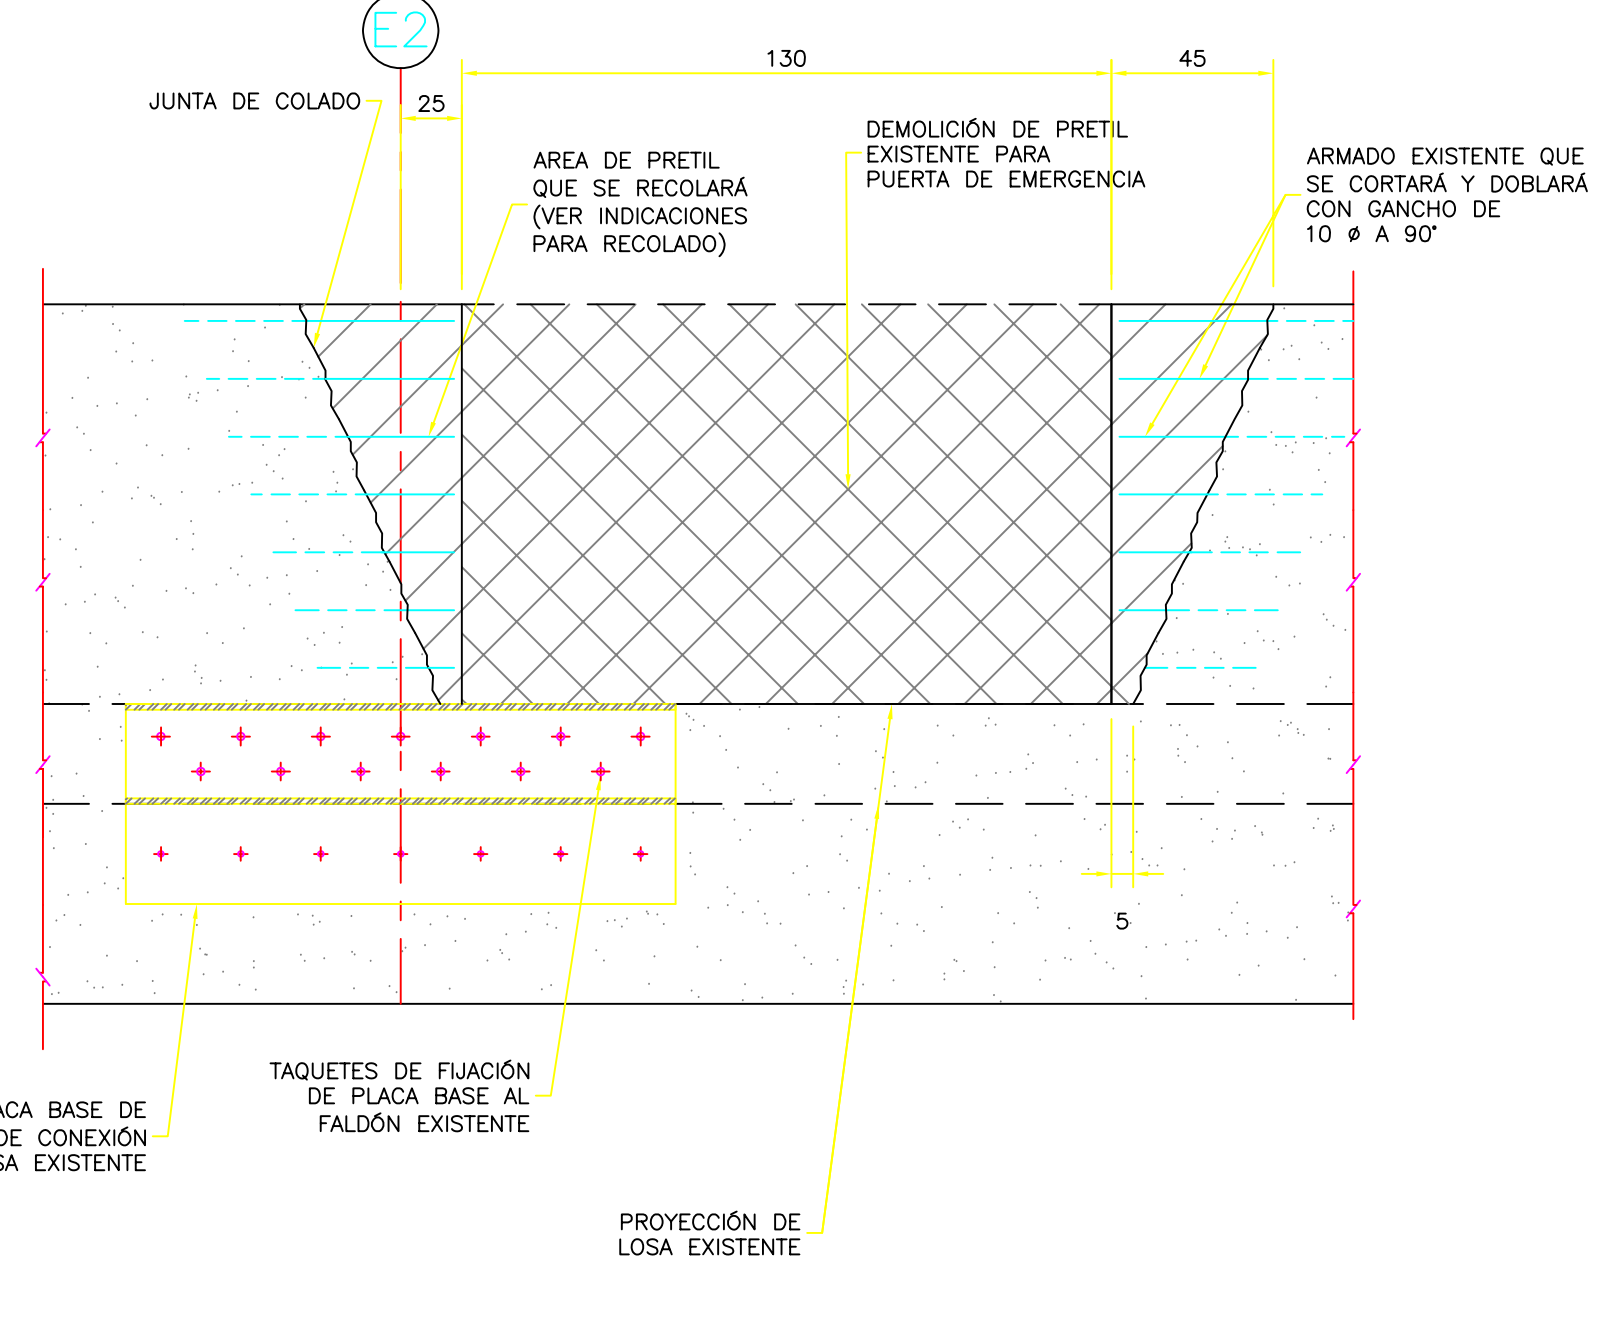 E2
130
45
25
JUNTA DE COLADO
AREA DE PRETIL
QUE SE RECOLARÁ
(VER INDICACIONES
PARA RECOLADO)
DEMOLICIÓN DE PRETIL
EXISTENTE PARA
PUERTA DE EMERGENCIA
ARMADO EXISTENTE QUE
SE CORTARÁ Y DOBLARÁ
CON GANCHO DE
10 ø A 90°
5
TAQUETES DE FIJACIÓN
DE PLACA BASE AL
FALDÓN EXISTENTE
BASE DE
DE CONEXIÓN
EXISTENTE
PROYECCIÓN DE
LOSA EXISTENTE